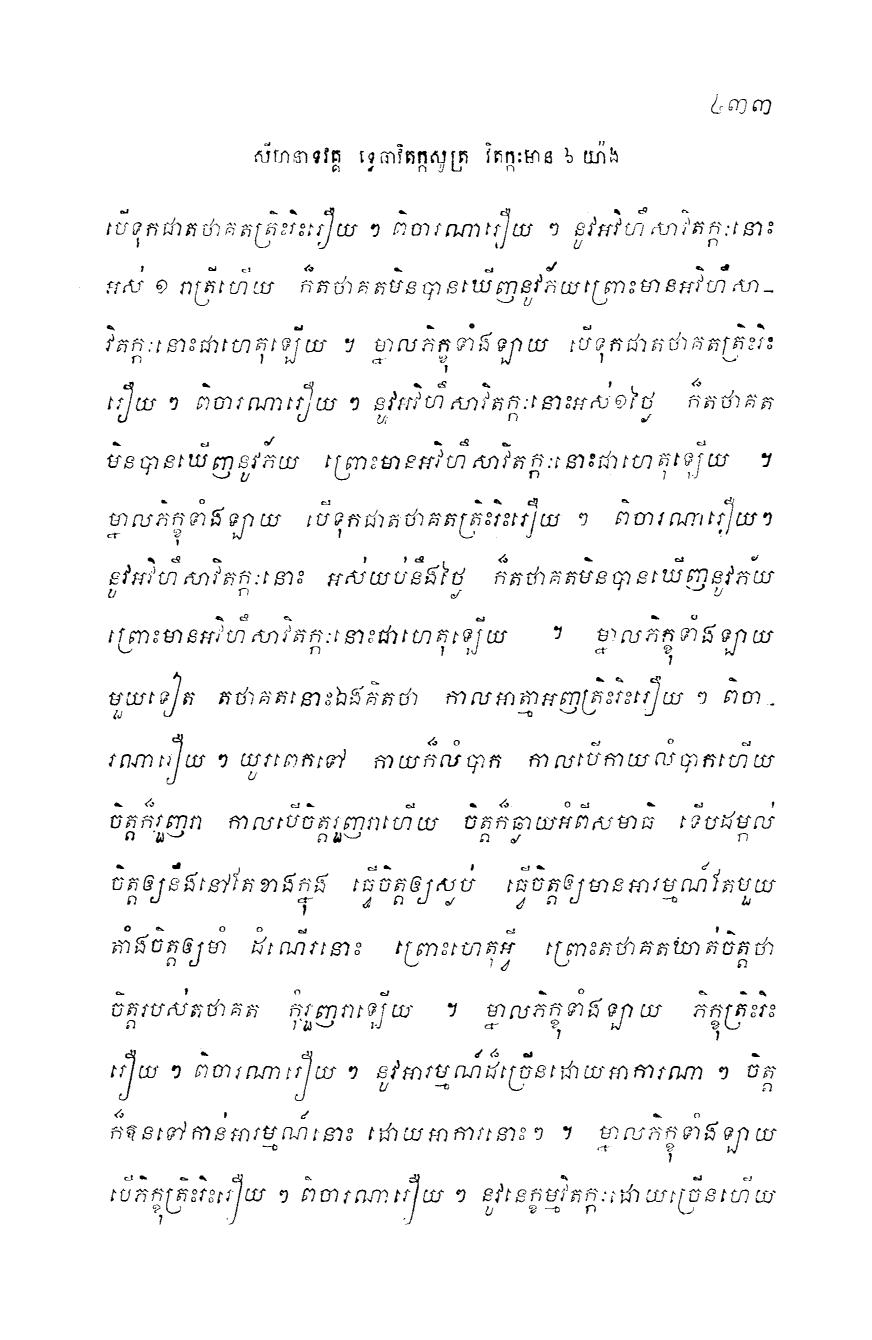 ៤៣៣
សីហនាទវគ្គ ទ្វេធាវិតក្កសូត្រ វិតក្កៈមាន ៦ យ៉ាង
បើទុកជាតថាគតត្រិះរិះរឿយ ៗ ពិចារណារឿយ ៗ នូវអវិហឹសាវិតក្កៈនោះ
អស់ ១ រាត្រីហើយ ក៏តថាគតមិនបានឃើញនូវភ័យព្រោះមានអវិហឹសា-
វិតក្កៈនោះជាហេតុឡើយ ។ ម្នាលភិក្ខុទាំងឡាយ បើទុកជាតថាគតត្រិះរិះ
រឿយ ៗ ពិចារណារឿយ ៗ នូវអវិហឹសាវិតក្កៈនោះអស់១ថ្ងៃ ក៏តថាគត
មិនបានឃើញនូវភ័យ ព្រោះមានអវិហឹសាវិតក្កៈនោះជាហេតុឡើយ ។
ម្នាលភិក្ខុទាំងឡាយ បើទុកជាតថាគតត្រិះរិះរឿយ ៗ ពិចារណារឿយៗ
នូវអវិហឹសាវិតក្កៈនោះ អស់យប់នឹងថ្ងៃ ក៏តថាគតមិនបានឃើញនូវភ័យ
ព្រោះមានអវិហឹសាវិតក្កៈនោះជាហេតុឡើយ ។ ម្នាលភិក្ខុទាំងឡាយ
មួយទៀត តថាគតនោះឯងគិតថា កាលអាត្មាអញត្រិះរិះរឿយ ៗ ពិចា-
រណារឿយ ៗ យូរពេកទៅ កាយក៏លំបាក កាលបើកាយលំបាកហើយ
ចិត្តក៏រួញរា កាលបើចិត្តរួញរាហើយ ចិត្តក៏ធ្លាយអំពីសមាធិ ទើបដម្កល់
ចិត្តឲ្យនឹងនៅតែខាងក្នុង ធ្វើចិត្តឲ្យស្លប់ ធ្វើចិត្តឲ្យមានអារម្មណ៍តែមួយ
តាំងចិត្តឲ្យមាំ ដំណើរនោះ ព្រោះហេតុអ្វី ព្រោះតថាគតឃាត់ចិត្តថា
ចិត្តរបស់តថាគត កុំរួញរាឡើយ ។ ម្នាលភិក្ខុទាំងឡាយ ភិក្ខុត្រិះរិះ
រឿយ ៗ ពិចារណារឿយ ៗ នូវអារម្មណ៍ដ៏ច្រើនដោយអាការណា ៗ ចិត្ត
ក៏ឱនទៅកាន់អារម្មណ៍នោះ ដោយអាការនោះៗ ។ ម្នាលភិក្ខុទាំងឡាយ
បើភិក្ខុត្រិះរិះរឿយ ៗ ពិចារណារឿយ ៗ នូវនេក្ខម្មវិតក្កៈដោយច្រើនហើយ